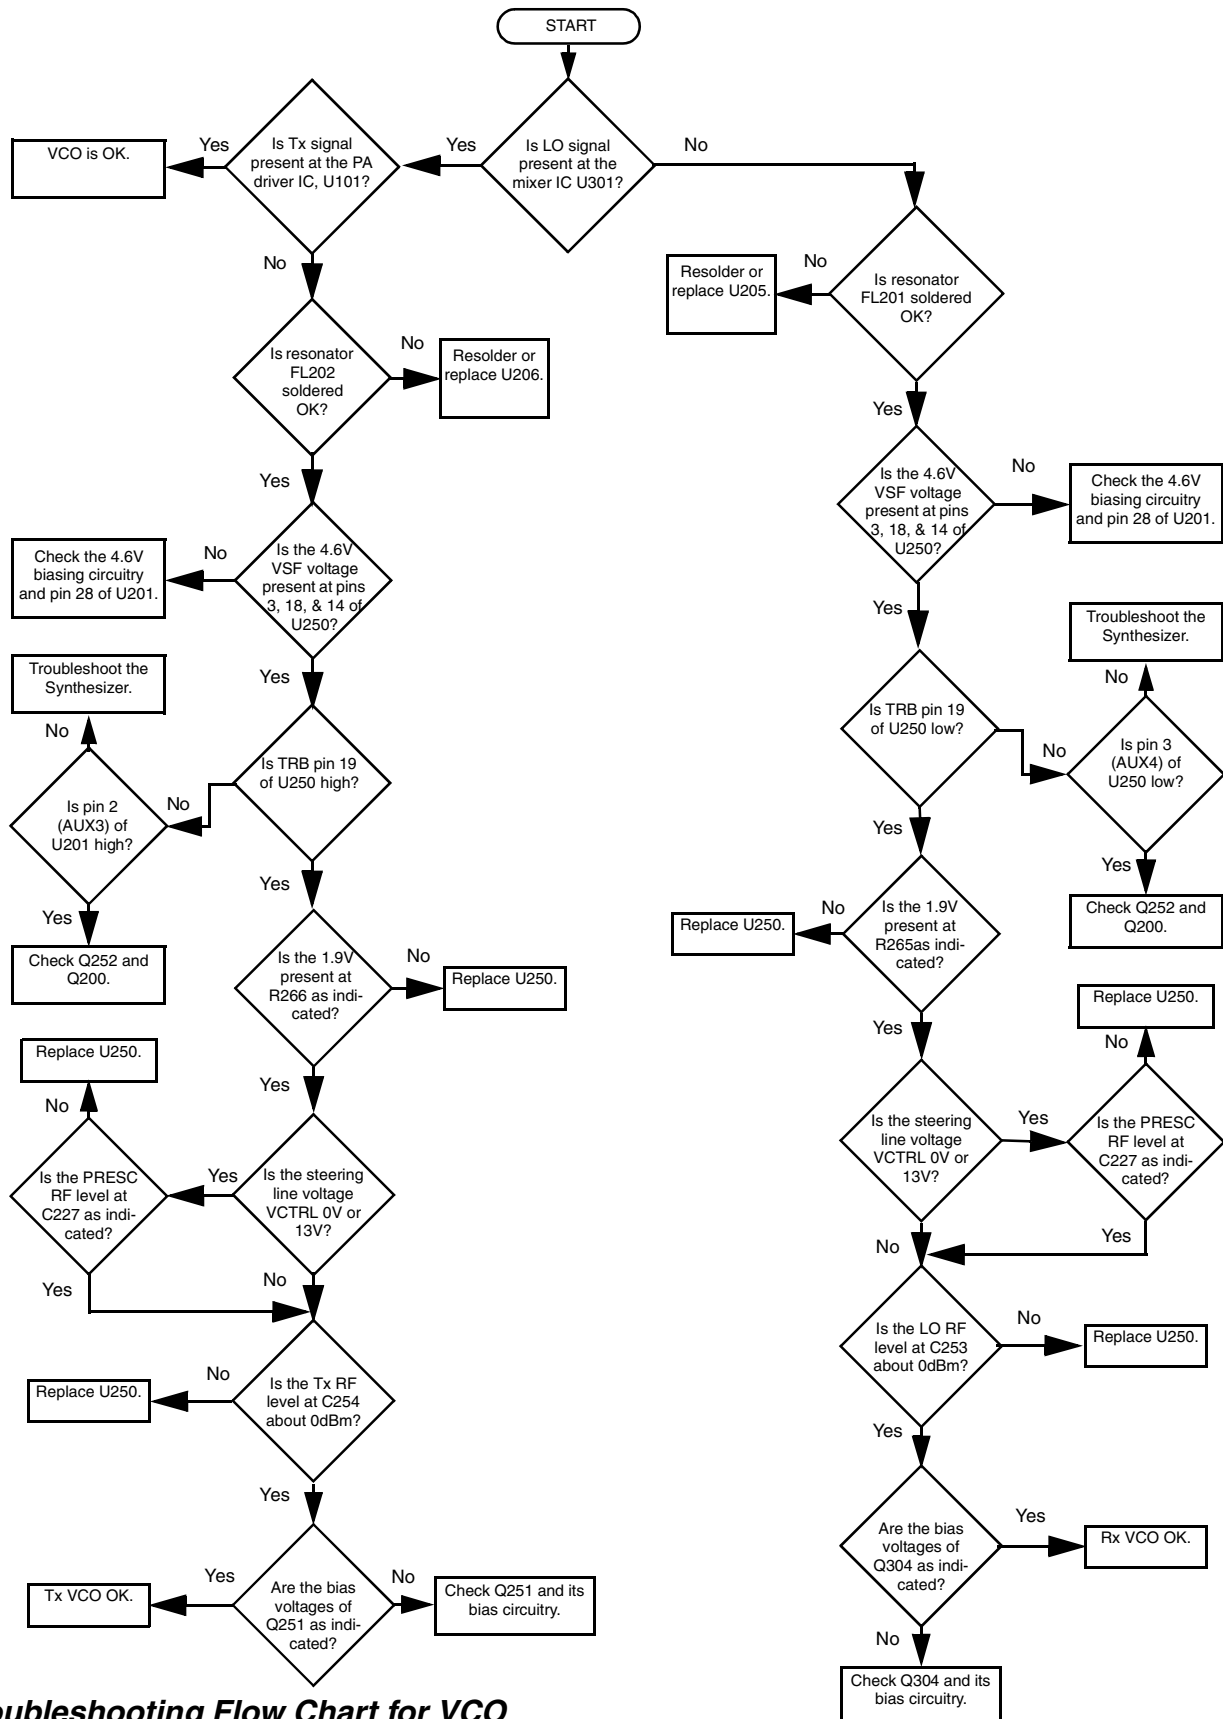 START
Is LO signal
present at the
mixer IC U301?
Yes
No
Is Tx signal
present at the PA
driver IC, U101?
Yes
VCO is OK.
No
Is resonator
FL202
soldered
OK?
No
Resolder or
replace U206.
Yes
Is the 4.6V
VSF voltage
present at pins
3, 18, & 14 of
U250?
No
Check the 4.6V
biasing circuitry
and pin 28 of U201.
Yes
Is TRB pin 19
of U250 high?
No
Is pin 2
(AUX3) of
U201 high?
No
Troubleshoot the
Synthesizer.
Yes
Check Q252 and
Q200.
Yes
Is the 1.9V
present at
R266 as indi-
cated?
No
Replace U250.
Yes
Is the steering
line voltage
VCTRL 0V or
13V?
Yes
Is the PRESC
RF level at
C227 as indi-
cated?
No
Replace U250.
Yes
No
Is the Tx RF
level at C254
about 0dBm?
No
Replace U250.
Yes
Are the bias
voltages of
Q251 as indi-
cated?
Yes
Tx VCO OK.
No
Check Q251 and its
bias circuitry.
Is resonator
FL201 soldered
OK?
No
Resolder or
replace U205.
Yes
Is the 4.6V
VSF voltage
present at pins
3, 18, & 14 of
U250?
No
Check the 4.6V
biasing circuitry
and pin 28 of U201.
Yes
Is TRB pin 19
of U250 low?
No
Is pin 3
(AUX4) of
U250 low?
No
Troubleshoot the
Synthesizer.
Yes
Check Q252 and
Q200.
Yes
Is the 1.9V
present at
R265as indi-
cated?
No
Replace U250.
Yes
Is the steering
line voltage
VCTRL 0V or
13V?
Yes
Is the PRESC
RF level at
C227 as indi-
cated?
No
Replace U250.
Yes
No
Is the LO RF
level at C253
about 0dBm?
No
Replace U250.
Yes
Are the bias
voltages of
Q304 as indi-
cated?
Yes
Rx VCO OK.
No
Check Q304 and its
bias circuitry.
oubleshooting Flow Chart for VCO